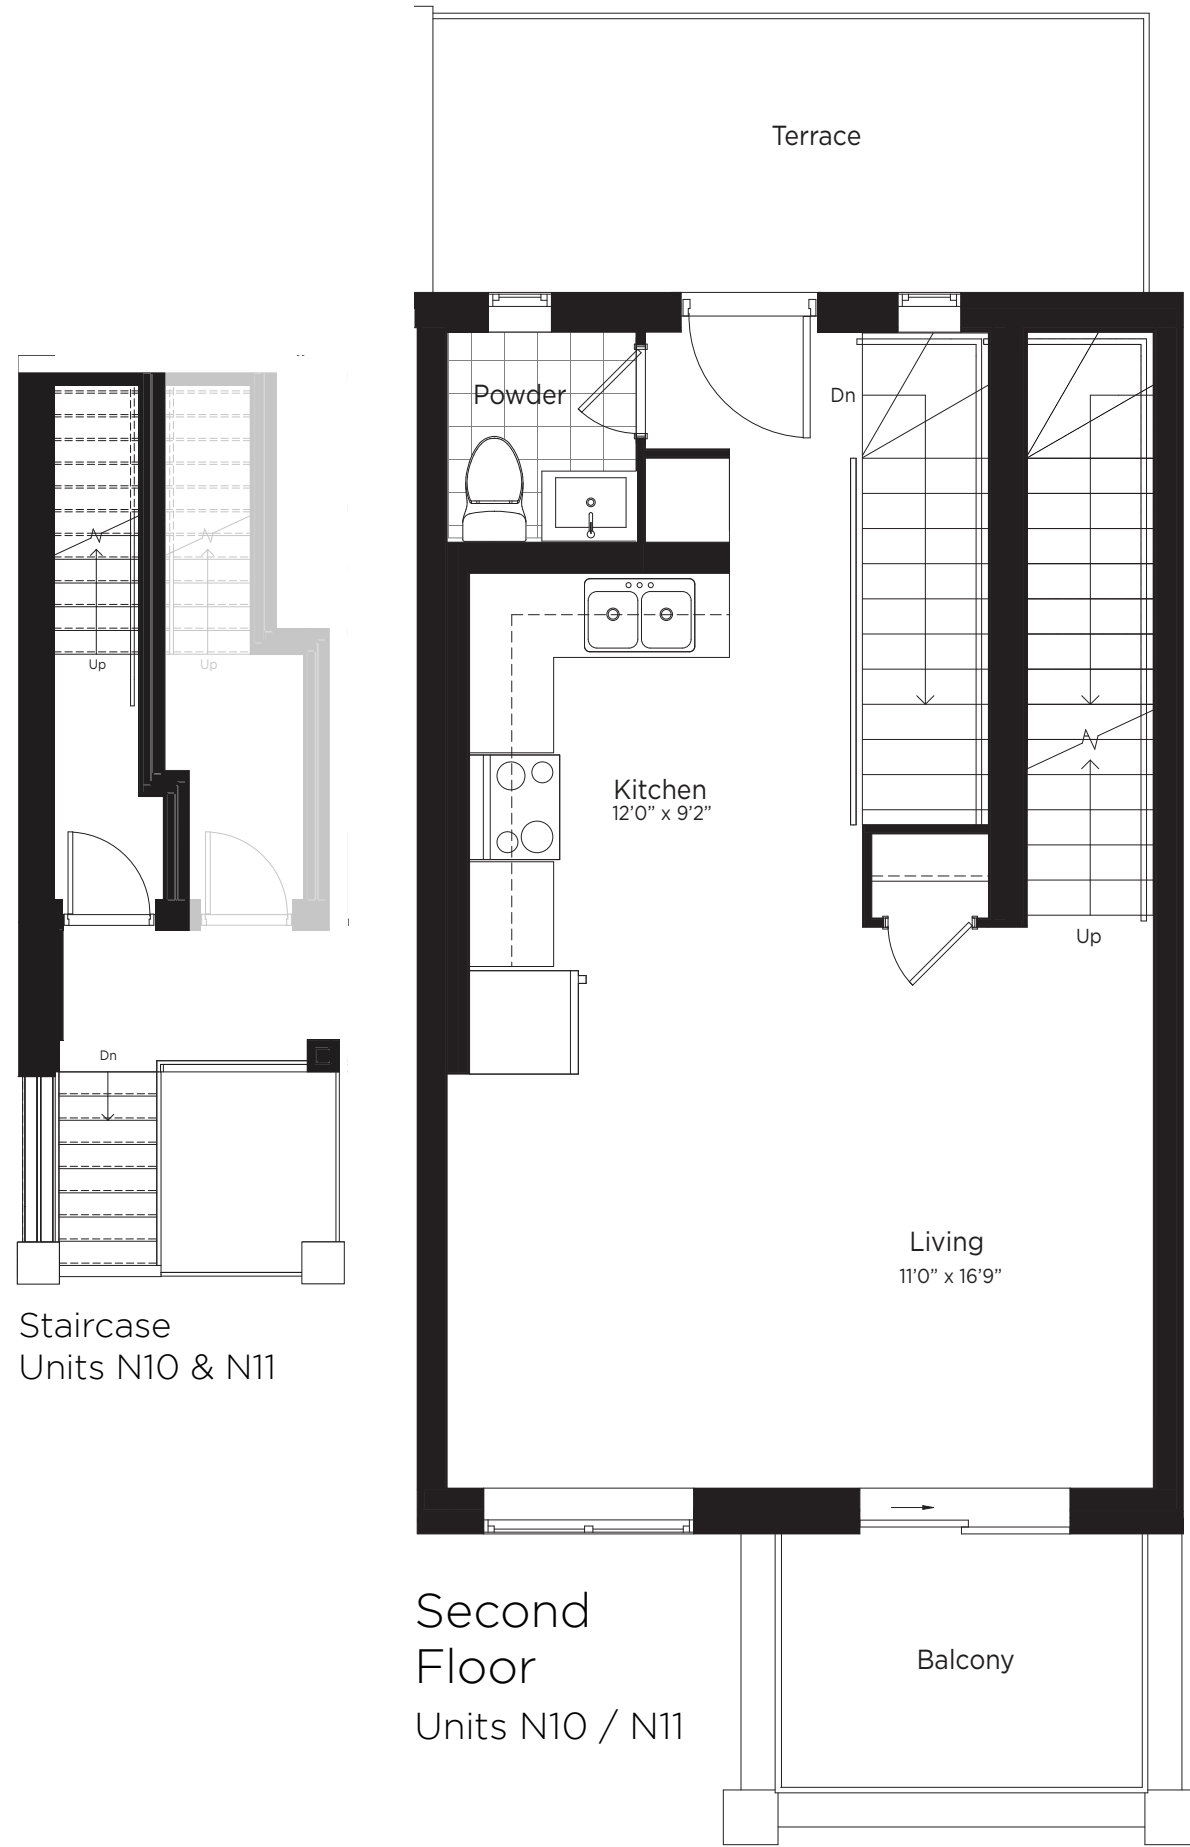 Terrace
Powder
Dn
Up
Up
Kitchen
12’0” x 9’2”
Up
Dn
Living
11’0” x 16’9”
Staircase
Units N10 & N11
Second
Floor
Units N10 / N11
Balcony